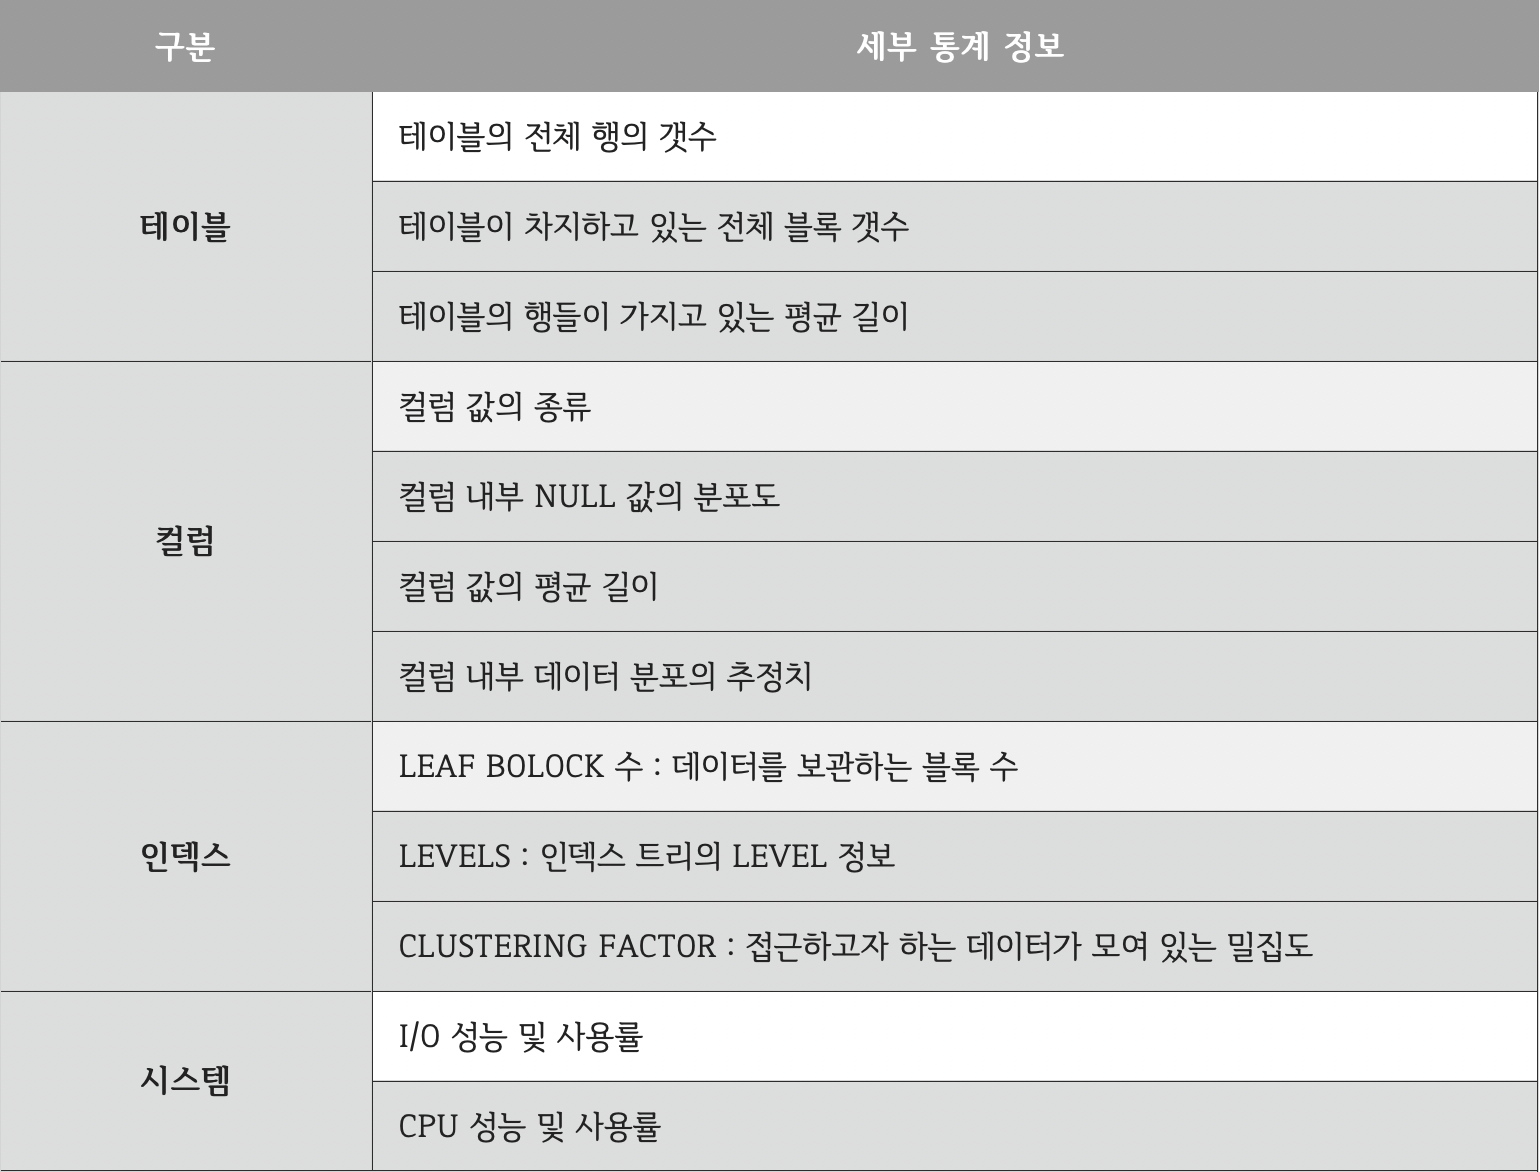 구분
세부 통계 정보
테이블
테이블의 전체 행의 갯수
테이블이 차지하고 있는 전체 블록 갯수
테이블의 행들이 가지고 있는 평균 길이
컬럼
컬럼 값의 종류
컬럼 내부 NULL 값의 분포도
컬럼 값의 평균 길이
컬럼 내부 데이터 분포의 추정치
인덱스
LEAF BOLOCK 수 : 데이터를 보관하는 블록 수
LEVELS : 인덱스 트리의 LEVEL 정보
CLUSTERING FACTOR : 접근하고자 하는 데이터가 모여 있는 밀집도
시스템
I/O 성능 및 사용률
CPU 성능 및 사용률